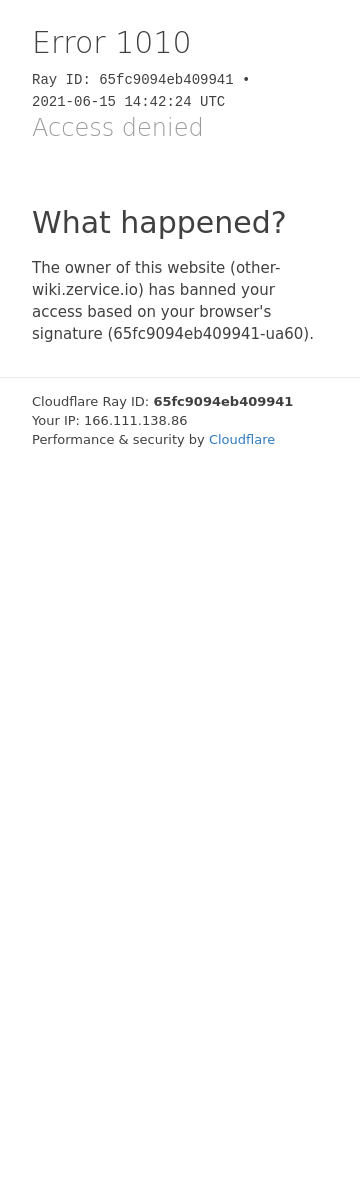 Error 1010
Ray ID: 65fc9094eb409941 •
2021-06-15 14:42:24 UTC
Access denied
What happened?
The owner of this website (other-
wiki.zervice.io) has banned your
access based on your browser's
signature (65fc9094eb409941-ua60).
Cloudflare Ray ID: 65fc9094eb409941
Your IP: 166.111.138.86
Performance & security by Cloudflare